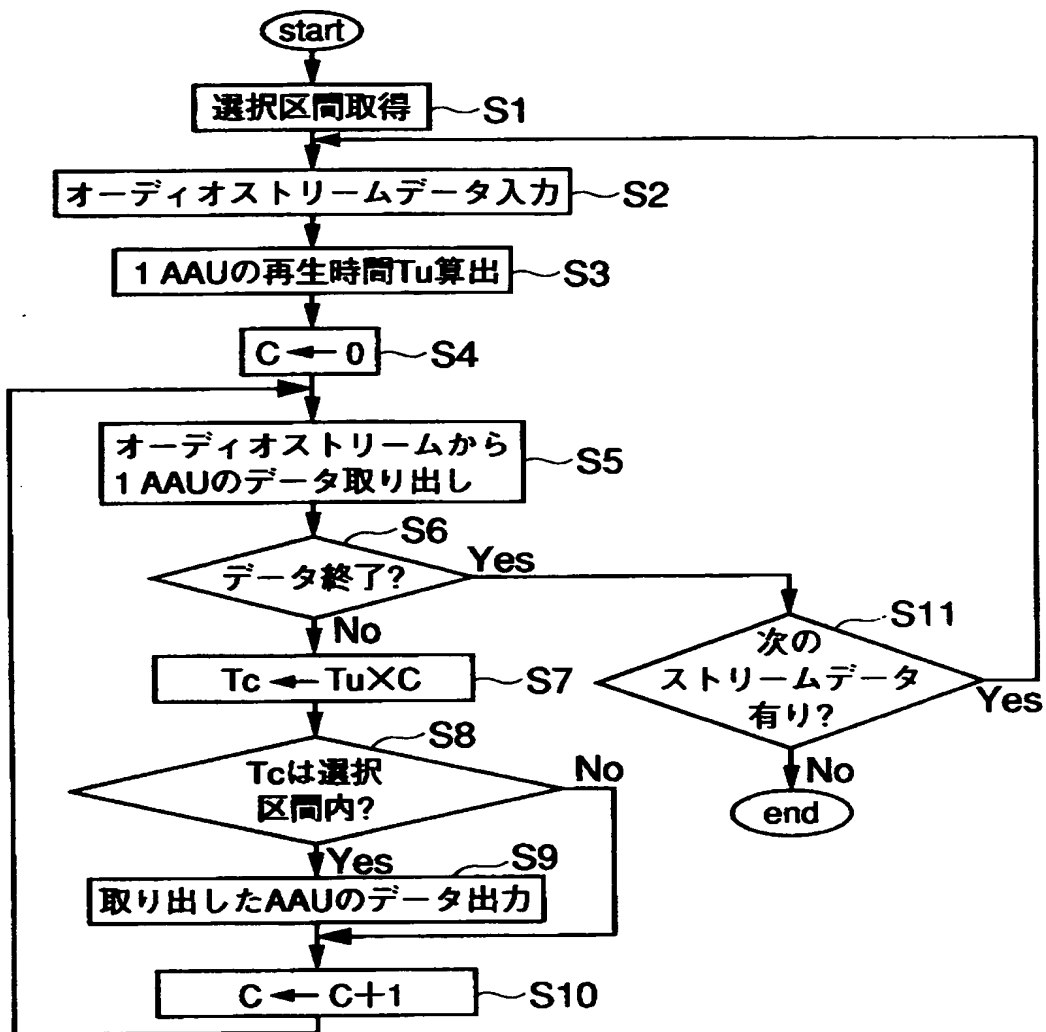 start
選択区間取得
S1
オーディオストリームデータ入力
S2
1 AAUの再生時間Tu算出
S3
C ← 0
S4
オーディオストリームから
1 AAUのデータ取り出し
S5
S6
データ終了?
Yes
No
S11
次の
ストリームデータ
有り?
Yes
No
end
Tc ← Tu×C
S7
S8
Tcは選択
区間内?
No
Yes
S9
取り出したAAUのデータ出力
C ← C+1
S10